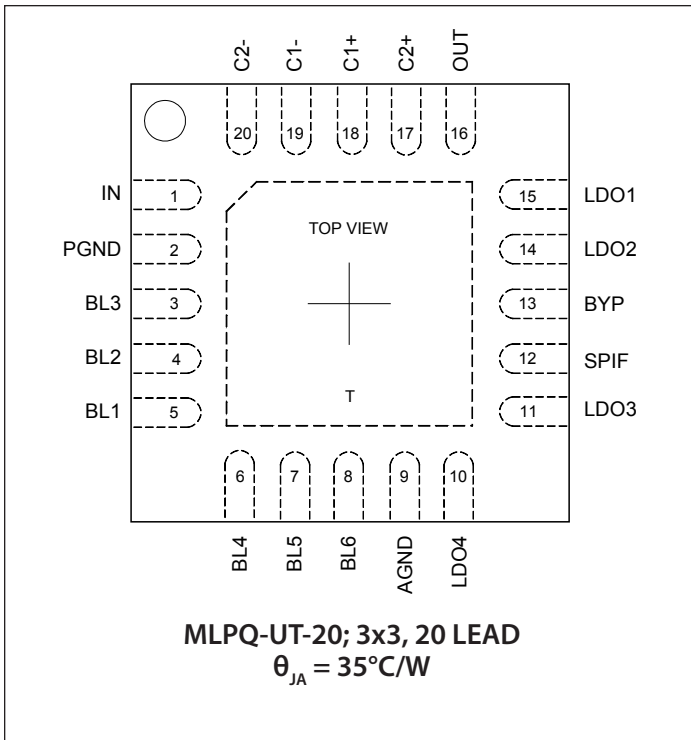 C2- C1- C1+ C2+ OUT
20 19 18 17 16
IN 1 15 LDO1
TOP VIEW
PGND 2 14 LDO2
BL3 3 13 BYP
BL2 4 12 SPIF
T
BL1 5 11 LDO3
6 7 8 9 10
BL4 BL5 BL6 AGND LDO4
MLPQ-UT-20; 3x3, 20 LEAD
θJA = 35°C/W